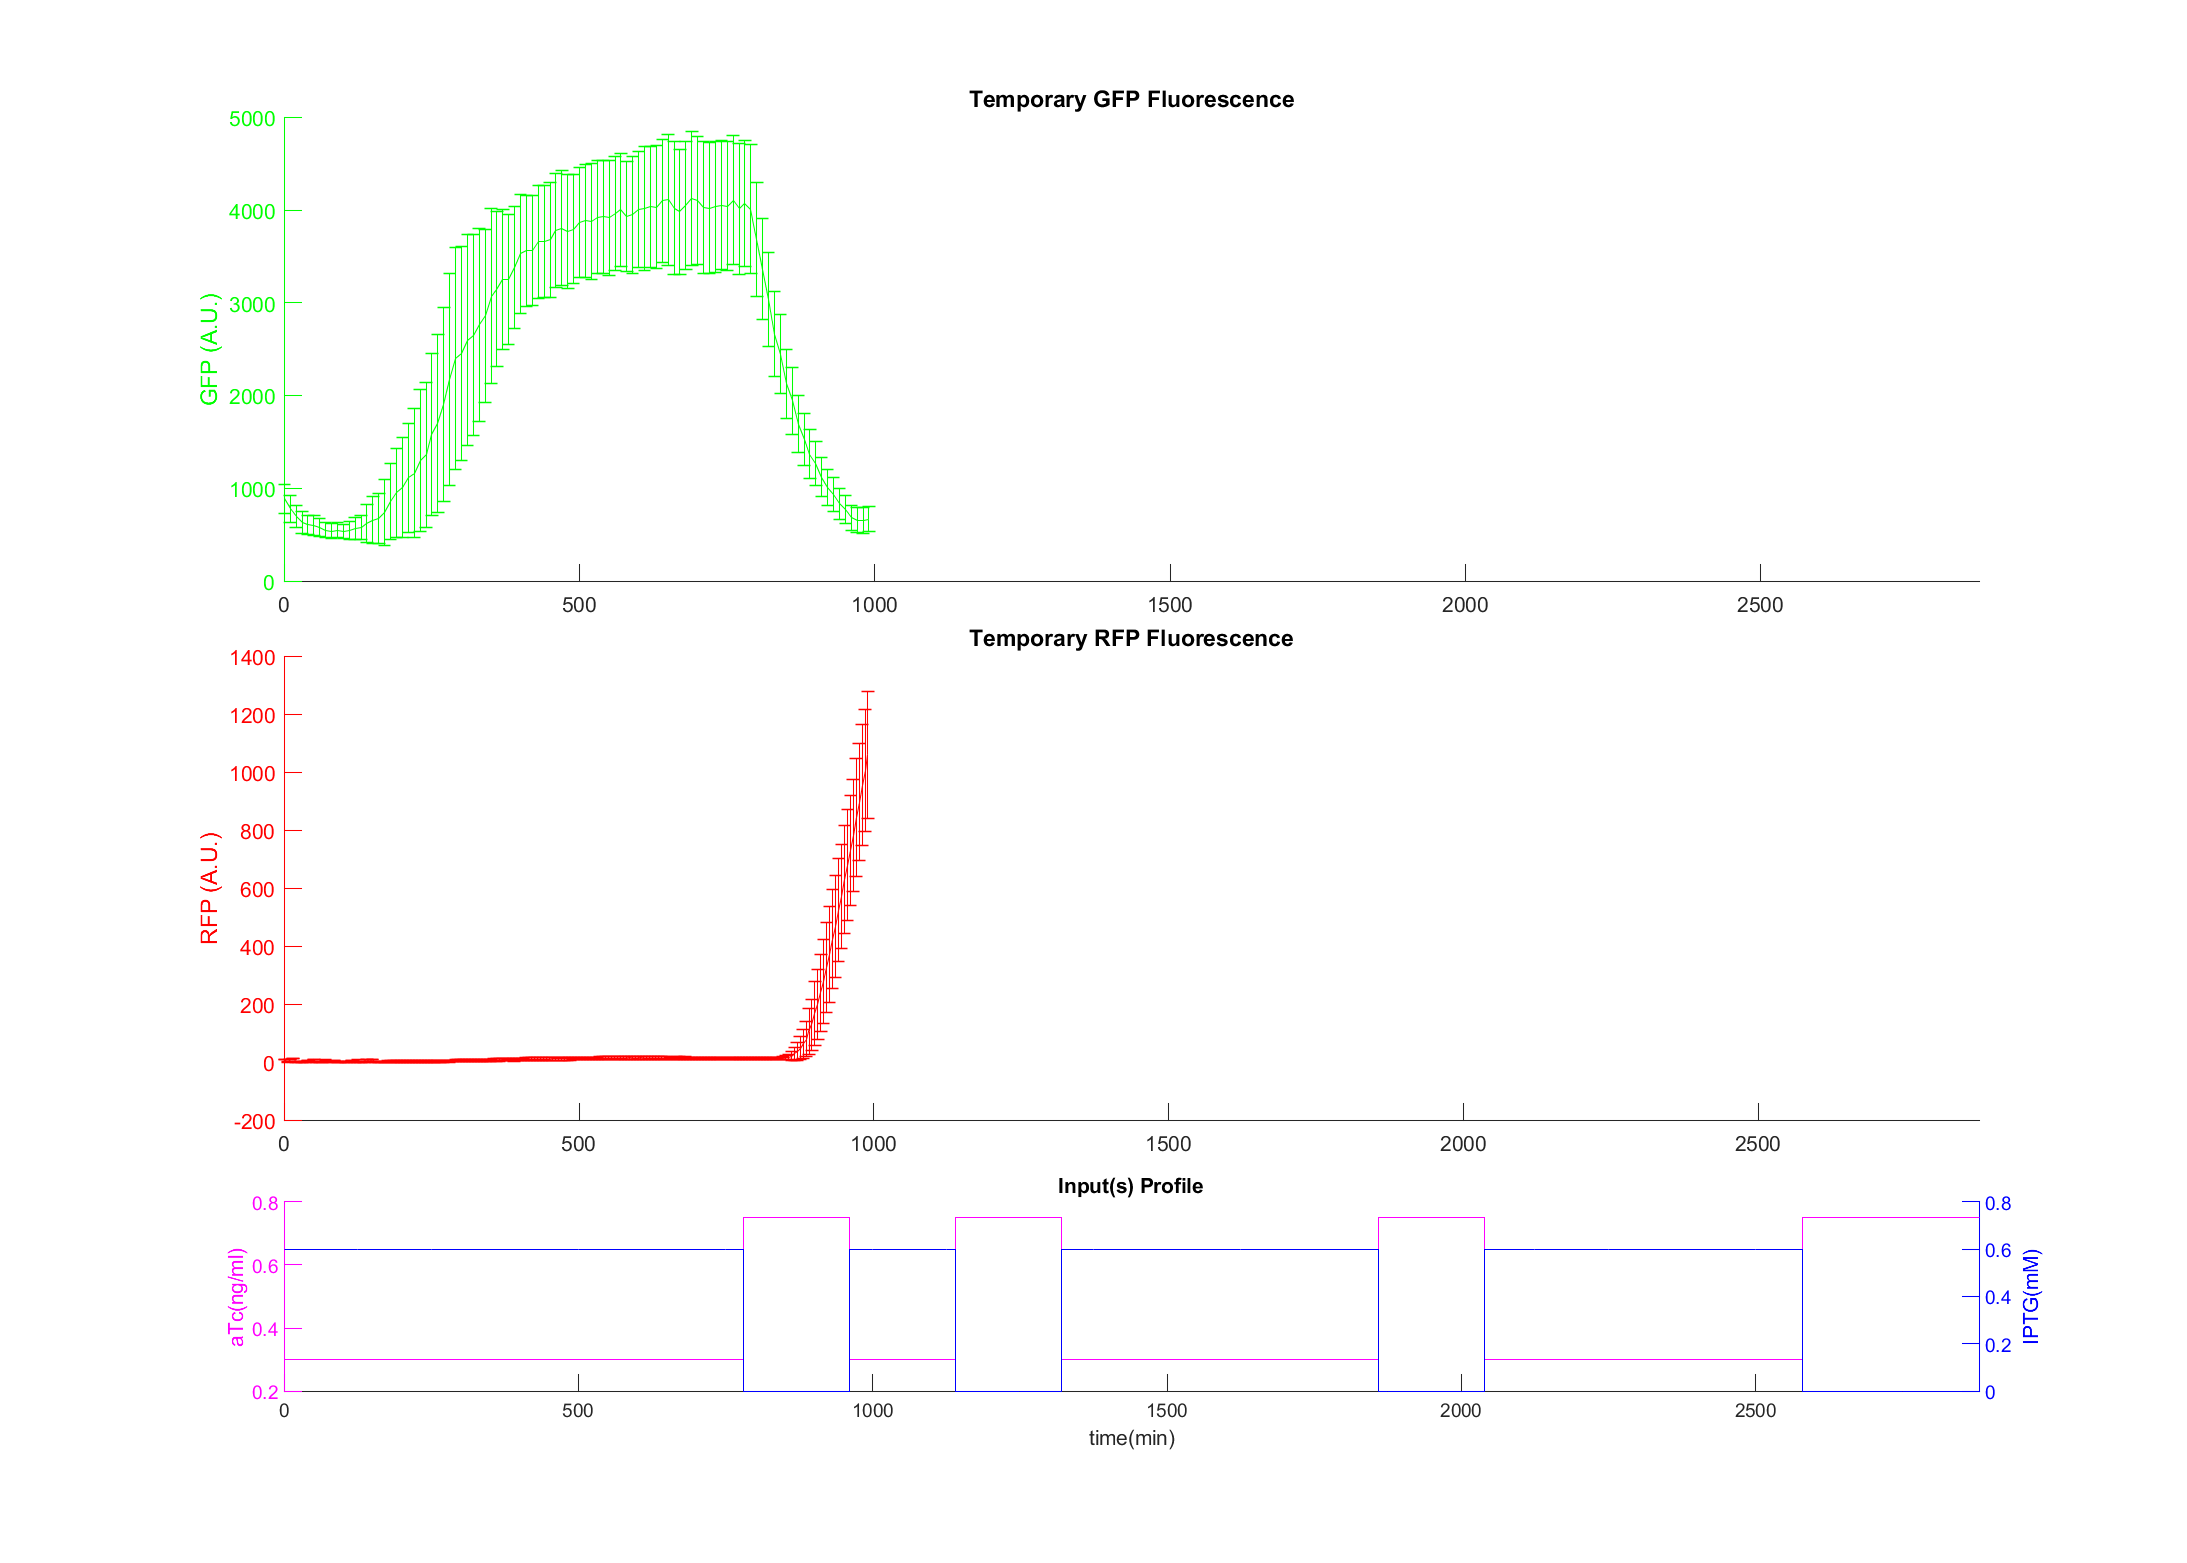 Temporary GFP Fluorescence
5000
4000
3000
2000
1000
0
GFP (A.U.)
0 500 1000 1500 2000 2500
Temporary RFP Fluorescence
1400
1200
1000
800
600
400
200
0
-200
RFP (A.U.)
0 500 1000 1500 2000 2500
Input(s) Profile
0.8
0.6
0.4
0.2
aTc(ng/ml)
0.8
0.6
0.4
0.2
0
IPTG(mM)
0 500 1000 1500 2000 2500
time(min)